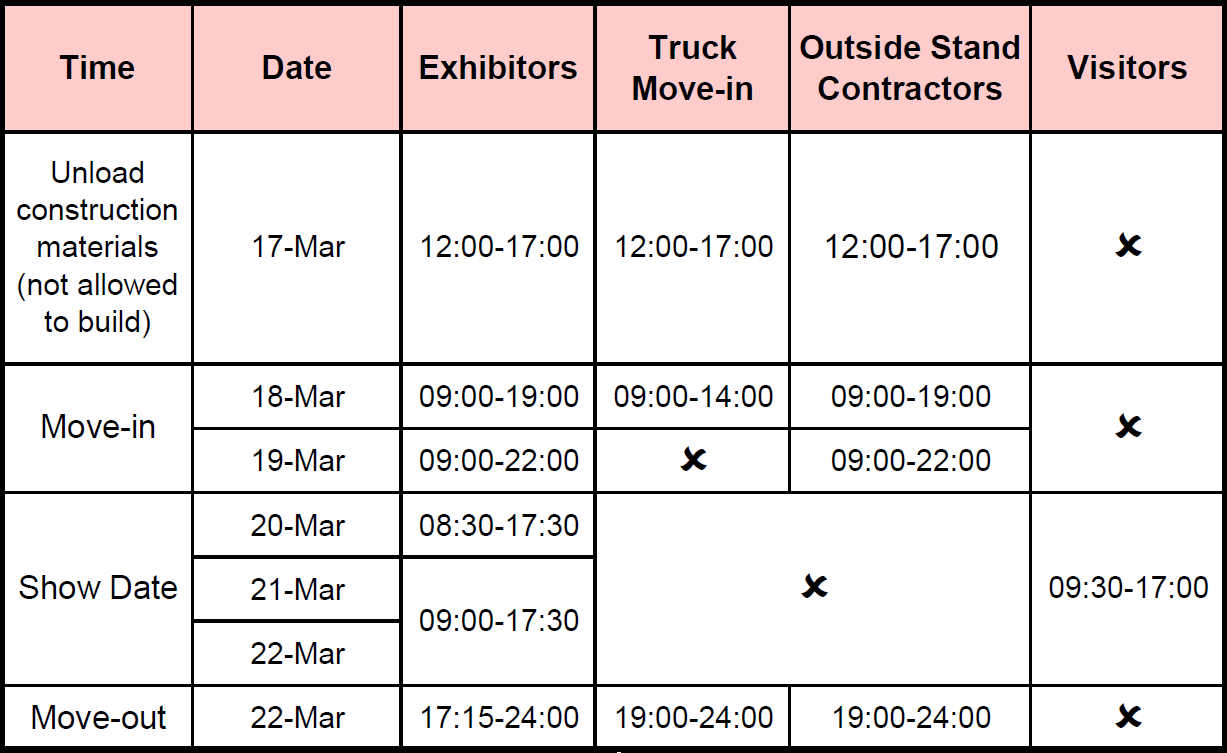 Time
Date
Exhibitors
Truck
Move-in
Outside Stand
Contractors
Visitors
Unload
construction
materials
(not allowed
to build)
17-Mar
12:00-17:00
12:00-17:00
12:00-17:00
✘
Move-in
18-Mar
09:00-19:00
09:00-14:00
09:00-19:00
✘
19-Mar
09:00-22:00
✘
09:00-22:00
Show Date
20-Mar
08:30-17:30
✘
09:30-17:00
21-Mar
09:00-17:30
22-Mar
Move-out
22-Mar
17:15-24:00
19:00-24:00
19:00-24:00
✘